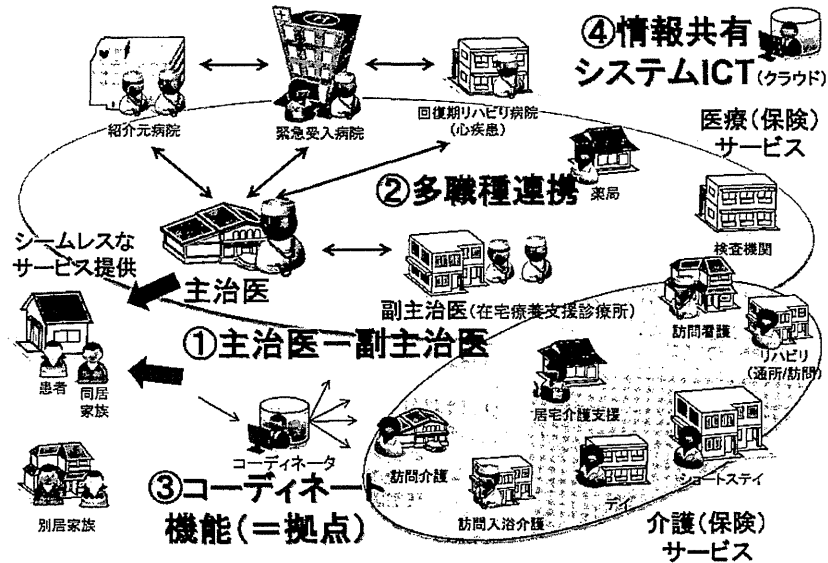 ④情報共有
システムICT(クラウド)
紹介元病院
緊急受入病院
回復期リハビリ病院
(心疾患)
医療(保険)
サービス
②多職種連携
薬局
検査機関
シームレスな
サービス提供
主治医
副主治医(在宅療養支援診療所)
①主治医ー副主治医
訪問看護
リハビリ
(通所/訪問)
患者
同居
家族
居宅介護支援
コーディネータ
訪問介護
ショートステイ
③コーディネート
機能(=拠点)
訪問入浴介護
デイ
別居家族
介護(保険)
サービス